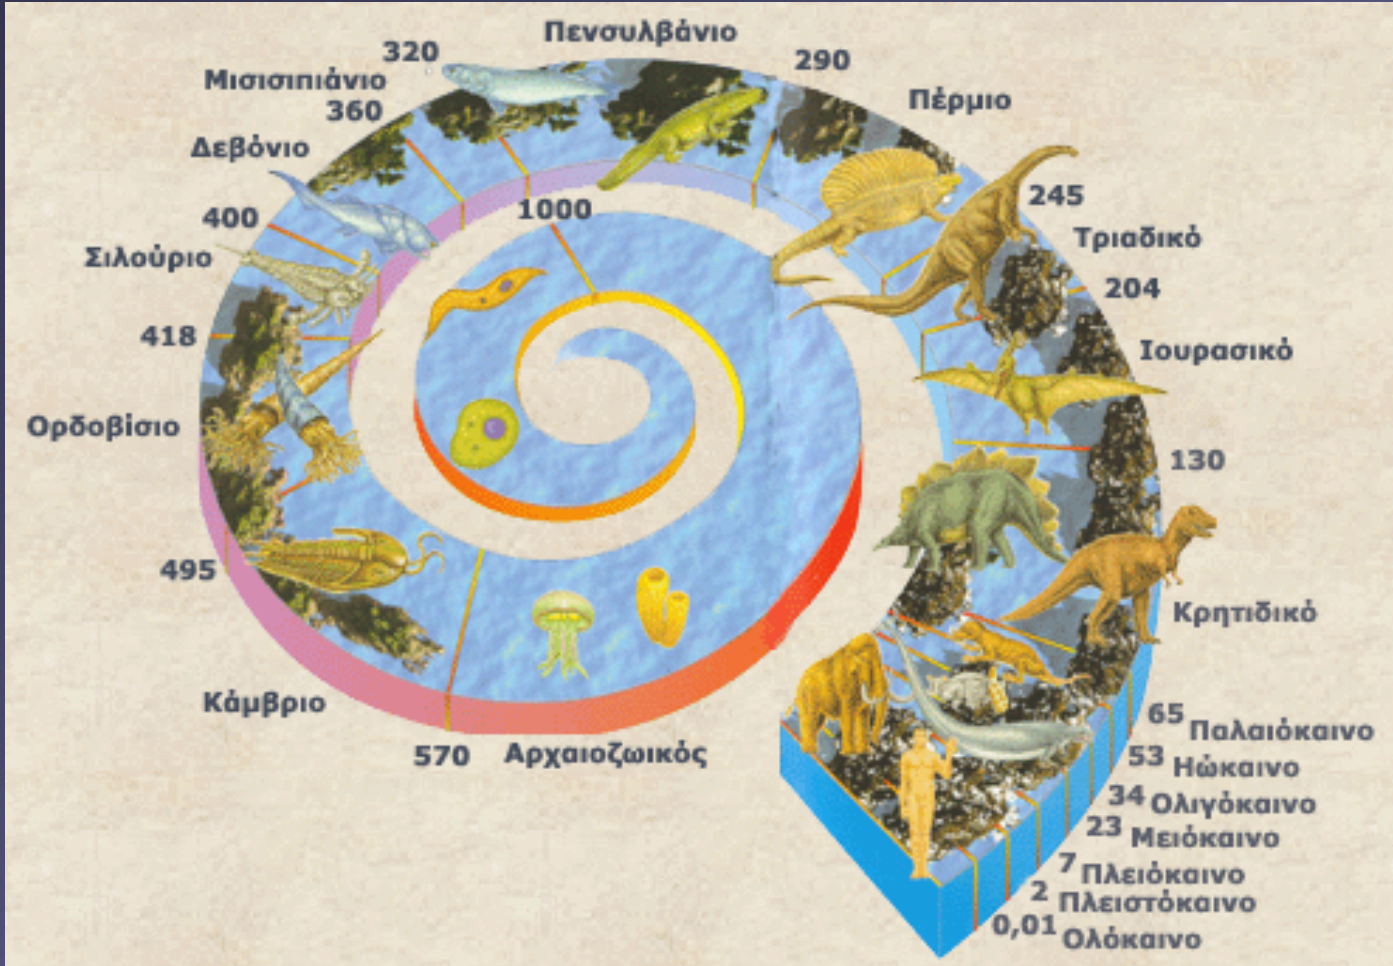 Πενσυλβάνιο
320
290
Μισισιπιάνιο
360
Πέρμιο
Δεβόνιο
245
400
1000
Τριαδικό
Σιλούριο
204
418
Ιουρασικό
Ορδοβίσιο
130
495
Κρητιδικό
Κάμβριο
570
Αρχαιοζωικός
65 Παλαιόκαινο
53 Ηώκαινο
34 Ολιγόκαινο
23 Μειόκαινο
7 Πλειόκαινο
2 Πλειστόκαινο
0,01 Ολόκαινο